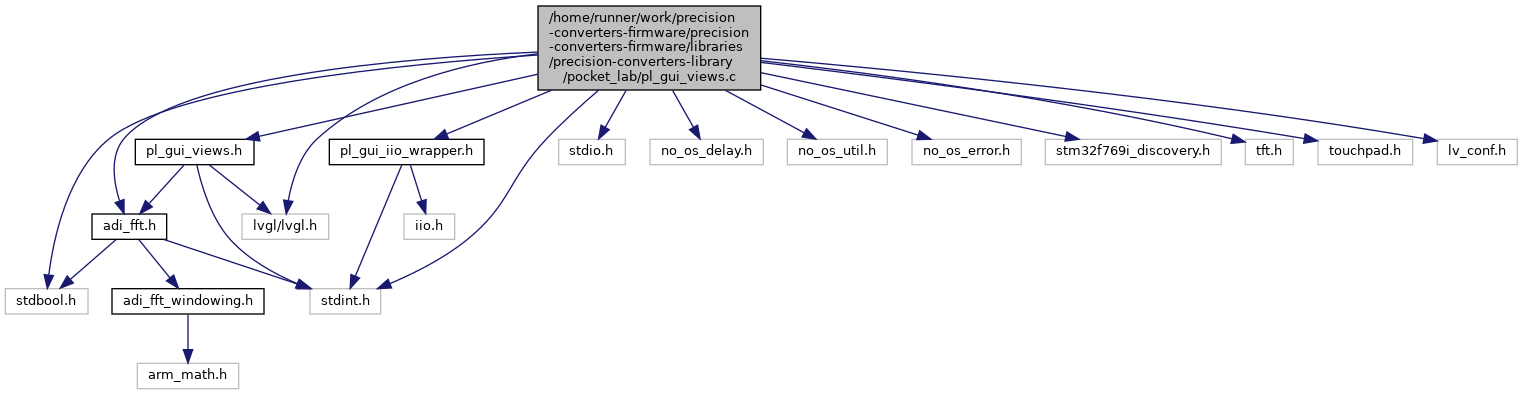 /home/runner/work/precision
-converters-firmware/precision
-converters-firmware/libraries
/precision-converters-library
/pocket_lab/pl_gui_views.c
pl_gui_views.h
pl_gui_iio_wrapper.h
stdio.h
no_os_delay.h
no_os_util.h
no_os_error.h
stm32f769i_discovery.h
tft.h
touchpad.h
lv_conf.h
adi_fft.h
lvgl/lvgl.h
iio.h
stdbool.h
adi_fft_windowing.h
stdint.h
arm_math.h